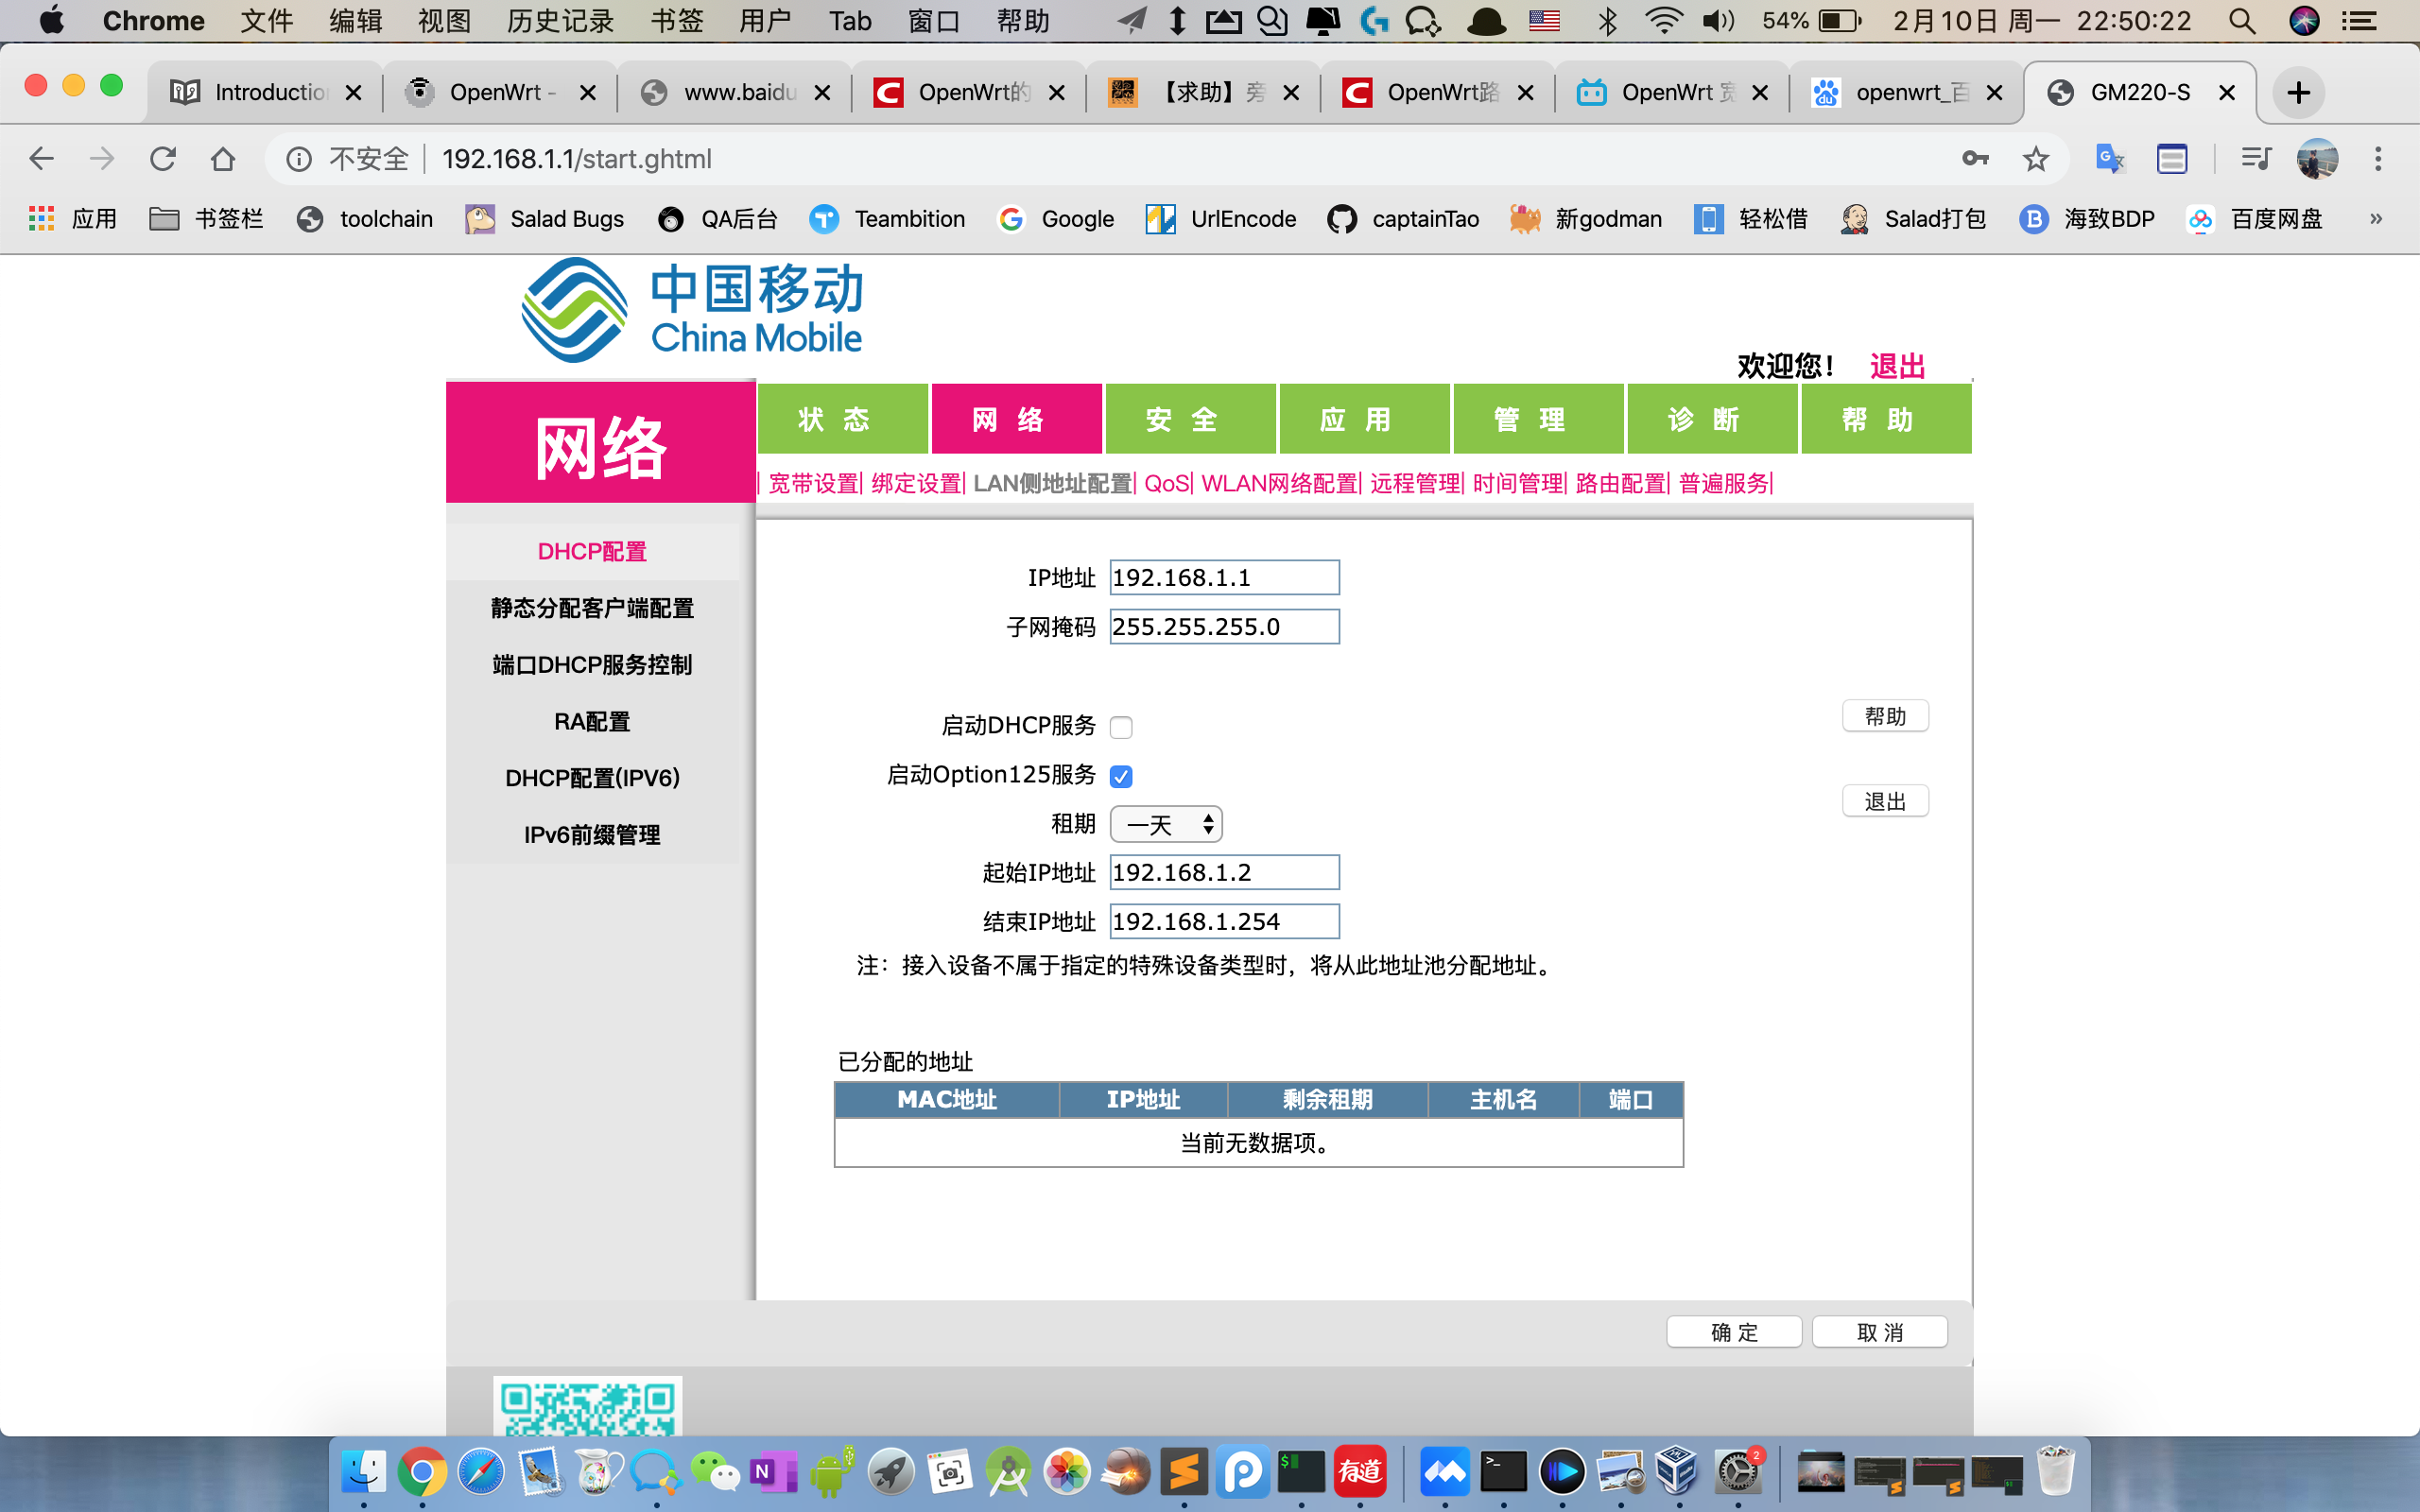 Chrome 文件 编辑 视图 历史记录 书签 用户 Tab 窗口 帮助 54% 2月10日 周一 22:50:22
Introduction OpenWrt - www.baidu OpenWrt的 【求助】旁 OpenWrt路 OpenWrt 宽 openwrt_百 GM220-S
不安全 192.168.1.1/start.ghtml
应用 书签栏 toolchain Salad Bugs QA后台 Teambition Google UrlEncode captainTao 新godman 轻松借 Salad打包 海致BDP 百度网盘 »
中国移动
China Mobile
欢迎您! 退出
网络
状 态 网 络 安 全 应 用 管 理 诊 断 帮 助
| 宽带设置| 绑定设置| LAN侧地址配置| QoS| WLAN网络配置| 远程管理| 时间管理| 路由配置| 普遍服务|
DHCP配置
静态分配客户端配置
端口DHCP服务控制
RA配置
DHCP配置(IPV6)
IPv6前缀管理
IP地址 192.168.1.1
子网掩码 255.255.255.0
启动DHCP服务
启动Option125服务
租期 一天
起始IP地址 192.168.1.2
结束IP地址 192.168.1.254
注：接入设备不属于指定的特殊设备类型时，将从此地址池分配地址。
帮助
退出
已分配的地址
MAC地址 IP地址 剩余租期 主机名 端口
当前无数据项。
确 定 取 消
有道
2